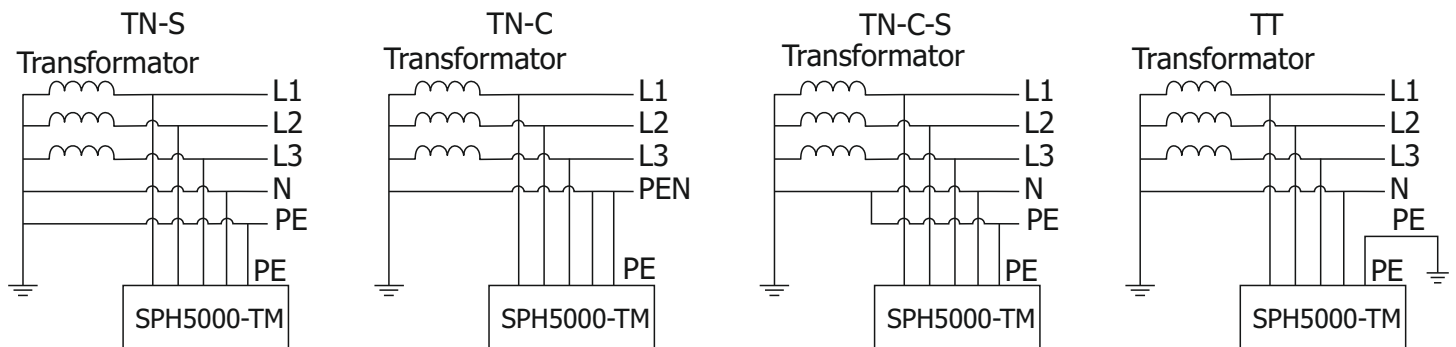 TN-S
Transformator
L1
L2
L3
N
PE
PE
SPH5000-TM
TN-C
Transformator
L1
L2
L3
PEN
PE
SPH5000-TM
TN-C-S
Transformator
L1
L2
L3
N
PE
PE
SPH5000-TM
TT
Transformator
L1
L2
L3
N
PE
PE
SPH5000-TM